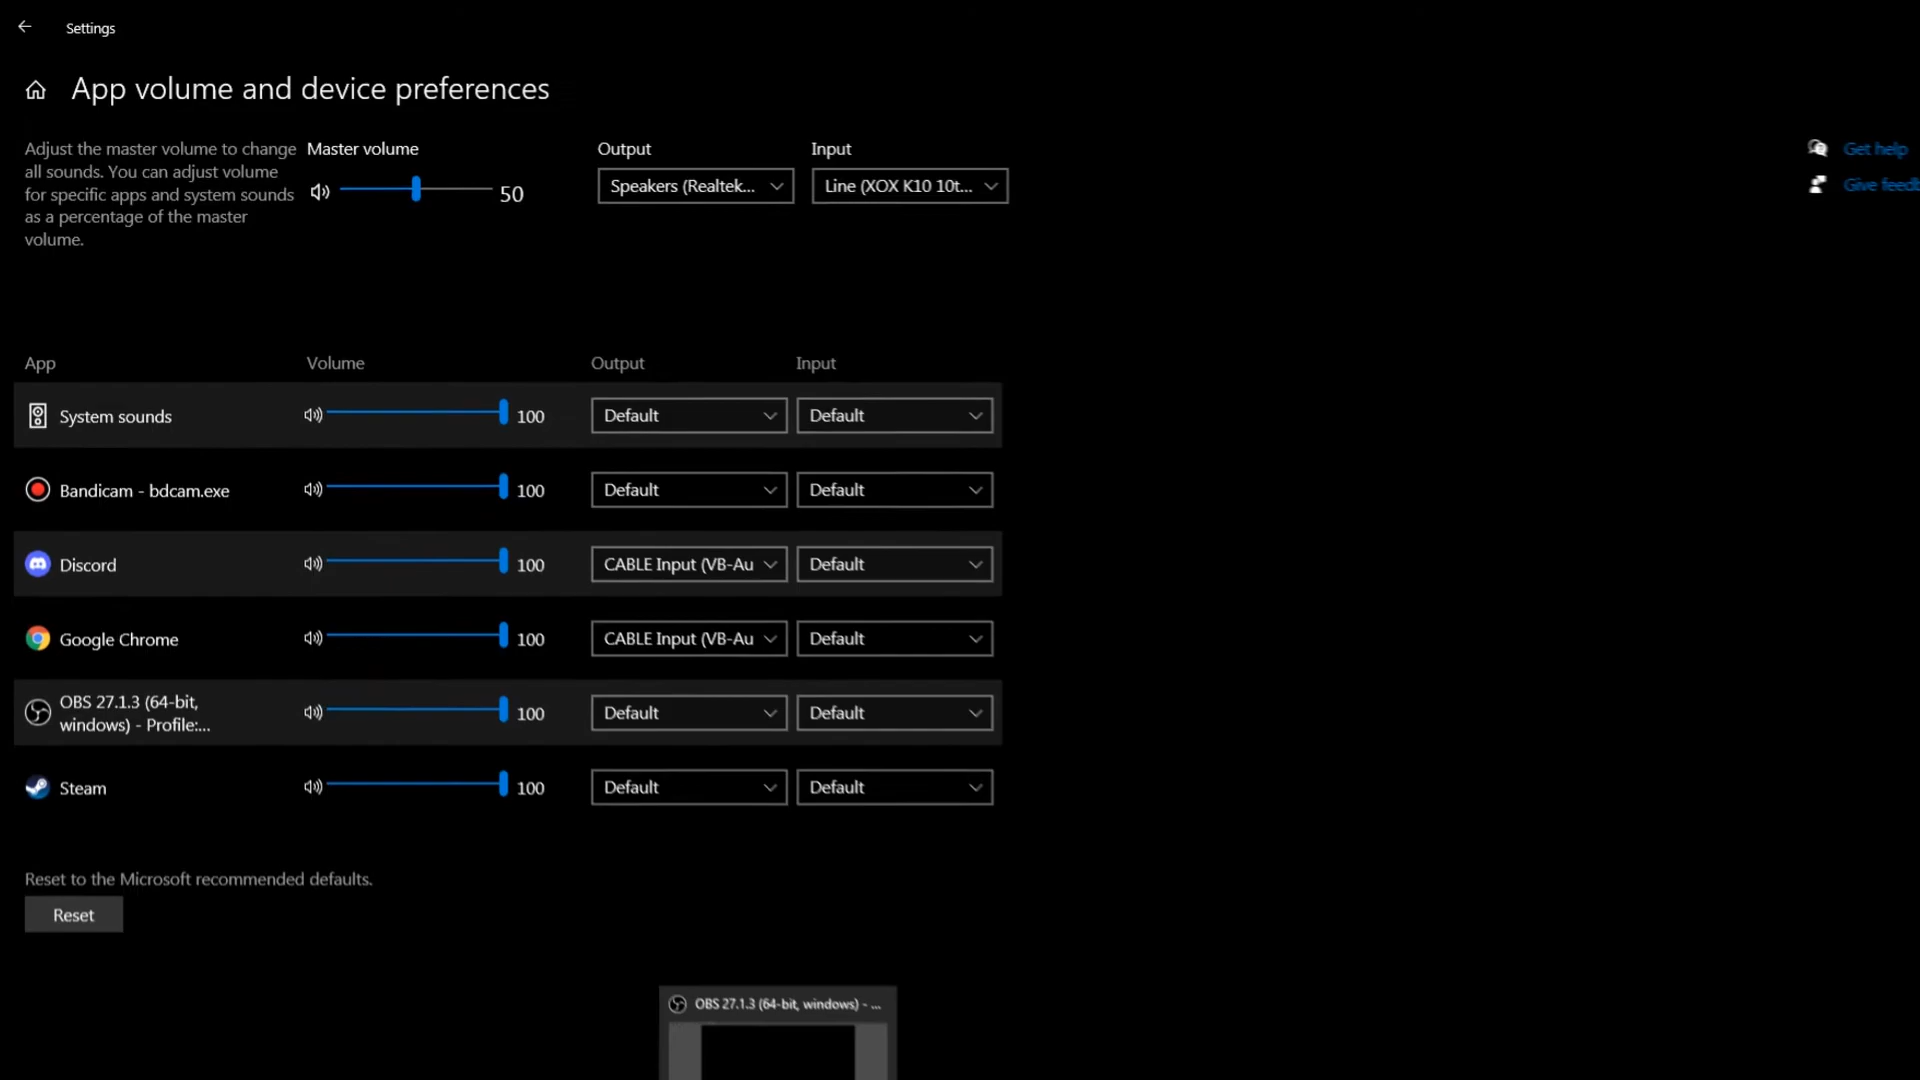 Settings
App volume and device preferences
Adjust the master volume to change
all sounds. You can adjust volume
for specific apps and system sounds
as a percentage of the master
volume.
Master volume
50
Output
Speakers (Realtek...
Input
Line (XOX K10 10t...
Get help
Give feedb
App Volume Output Input
System sounds 100 Default Default
Bandicam - bdcam.exe 100 Default Default
Discord 100 CABLE Input (VB-Au Default
Google Chrome 100 CABLE Input (VB-Au Default
OBS 27.1.3 (64-bit,
windows) - Profile:...
100 Default Default
Steam 100 Default Default
Reset to the Microsoft recommended defaults.
Reset
OBS 27.1.3 (64-bit, windows) - ...